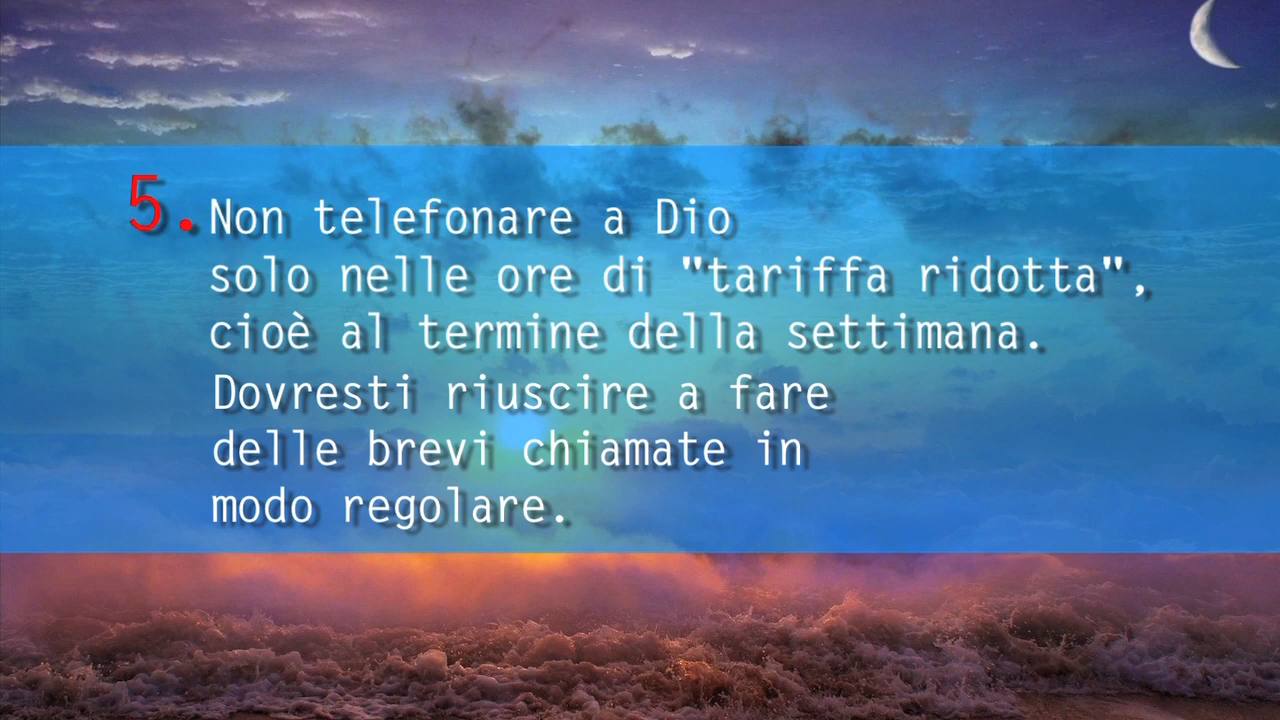 5. Non telefonare a Dio
solo nelle ore di "tariffa ridotta",
cioè al termine della settimana.
Dovresti riuscire a fare
delle brevi chiamate in
modo regolare.